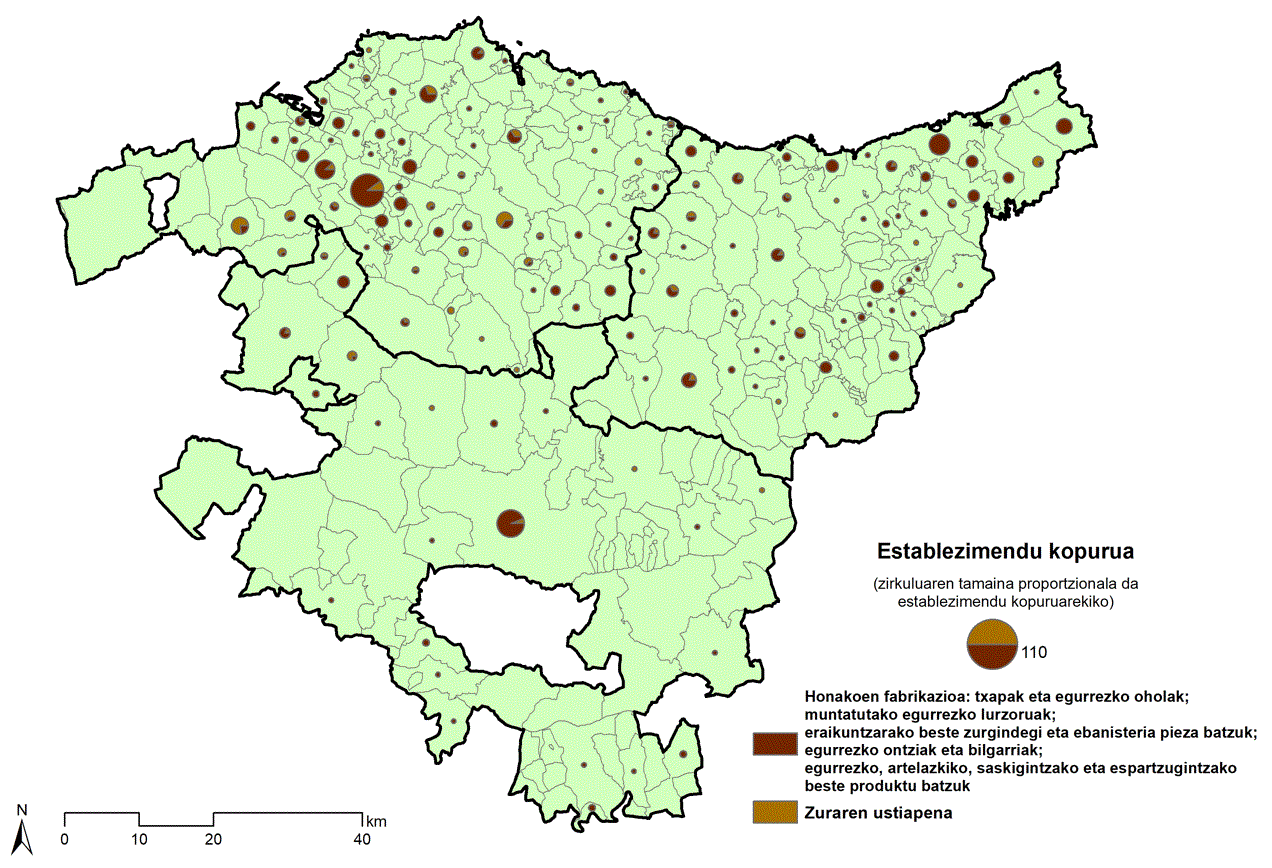 Establezimendu kopurua
(zirkuluaren tamaina proportzionala da
establezimendu kopuruarekiko)
110
Honakoen fabrikazioa: txapak eta egurrezko oholak;
muntatutako egurrezko lurzoruak;
eraikuntzarako beste zurgindegi eta ebanisteria pieza batzuk;
egurrezko ontziak eta bilgarriak;
egurrezko, artelazkiko, saskigintzako eta espartzugintzako
beste produktu batzuk
Zuraren ustiapena
N
km
0 10 20 40